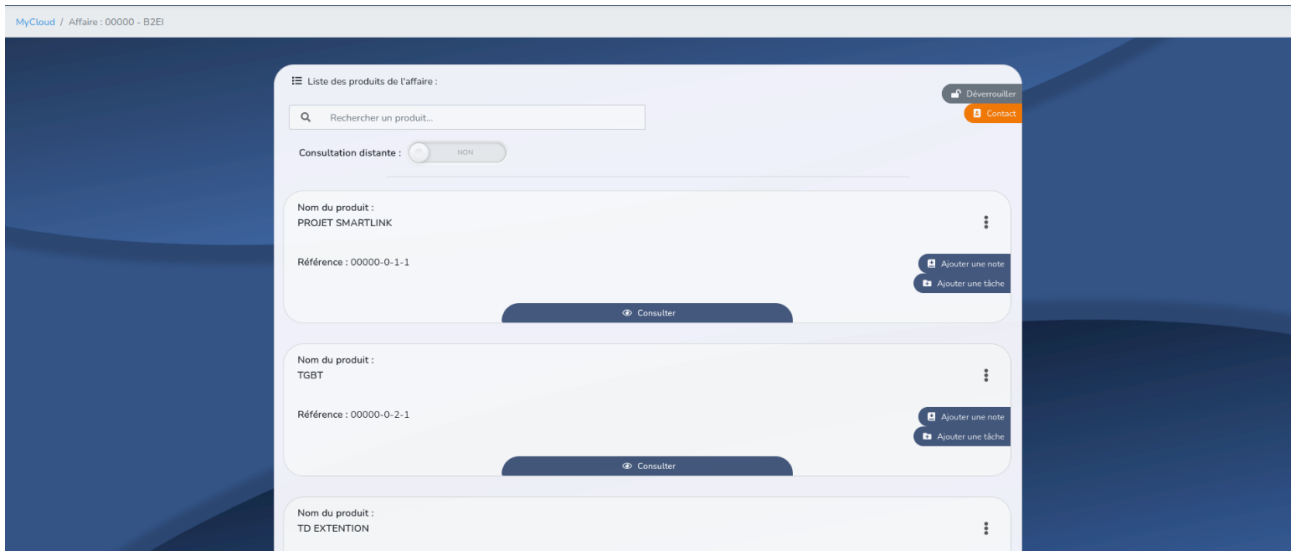 MyCloud / Affaire : 00000 - B2EI
Liste des produits de l'affaire :
Déverrouiller
Contact
Rechercher un produit...
Consultation distante : NON
Nom du produit :
PROJET SMARTLINK
Référence : 00000-0-1-1
Ajouter une note
Ajouter une tâche
Consulter
Nom du produit :
TGBT
Référence : 00000-0-2-1
Ajouter une note
Ajouter une tâche
Consulter
Nom du produit :
TD EXTENTION